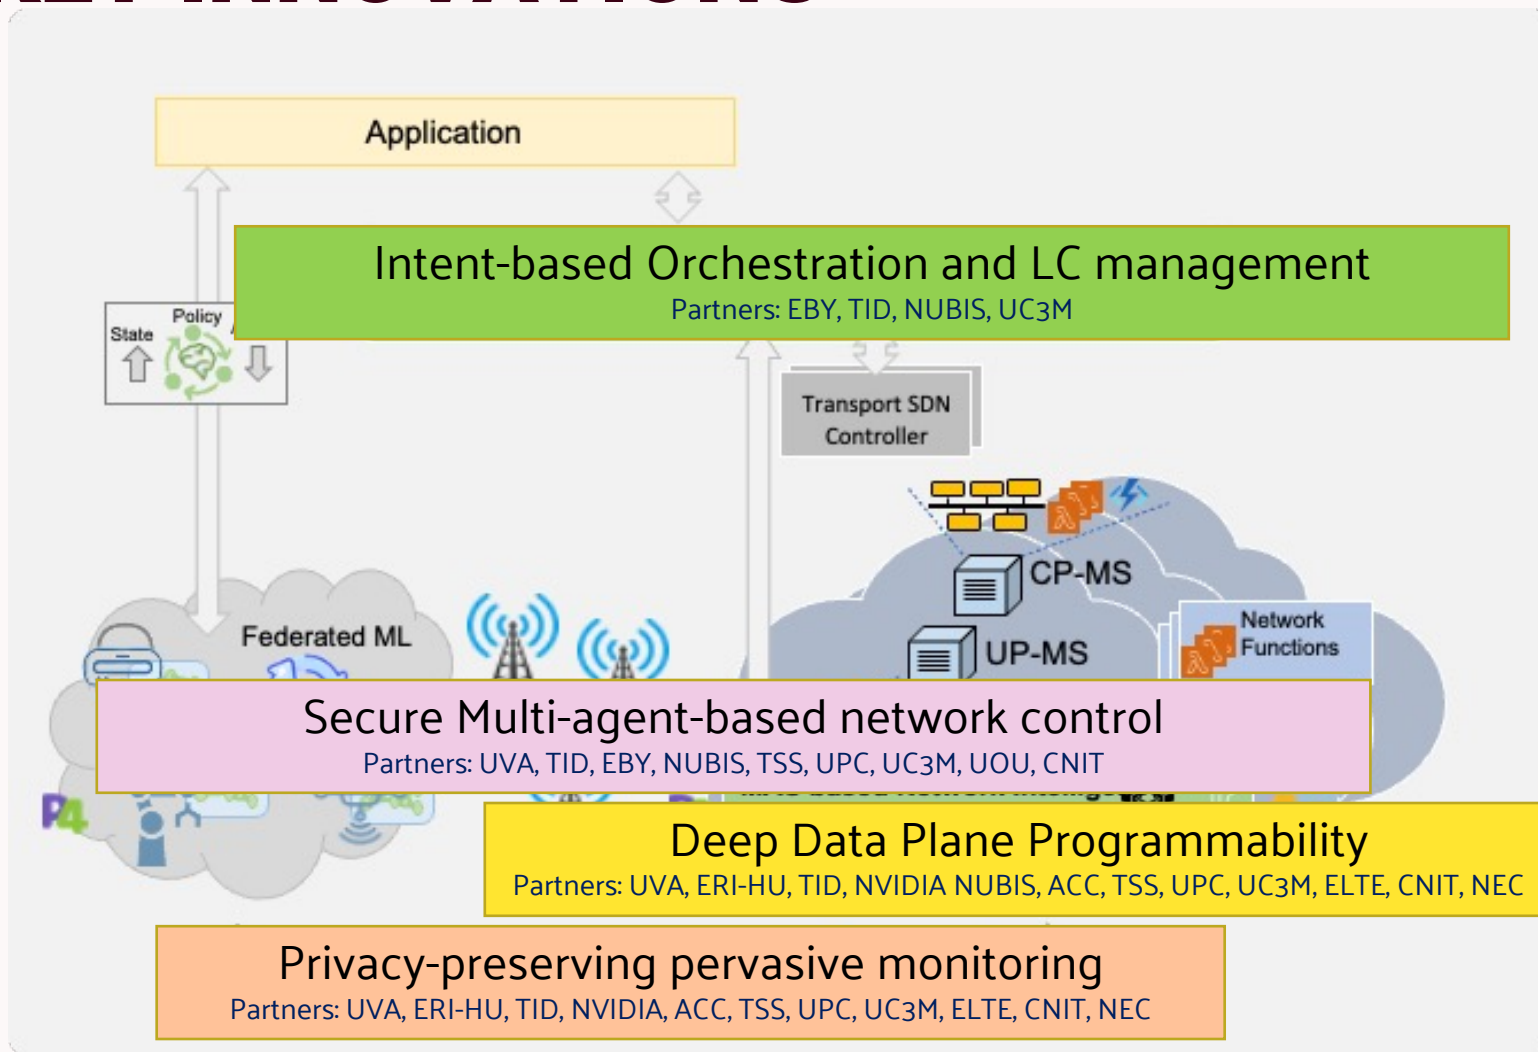 KEY INNOVATIONS
Application
Intent-based Orchestration and LC management
Partners: EBY, TID, NUBIS, UC3M
State
Policy
Transport SDN
Controller
CP-MS
UP-MS
Network
Functions
Federated ML
Secure Multi-agent-based network control
Partners: UVA, TID, EBY, NUBIS, TSS, UPC, UC3M, UOU, CNIT
P4
Deep Data Plane Programmability
Partners: UVA, ERI-HU, TID, NVIDIA NUBIS, ACC, TSS, UPC, UC3M, ELTE, CNIT, NEC
Privacy-preserving pervasive monitoring
Partners: UVA, ERI-HU, TID, NVIDIA, ACC, TSS, UPC, UC3M, ELTE, CNIT, NEC